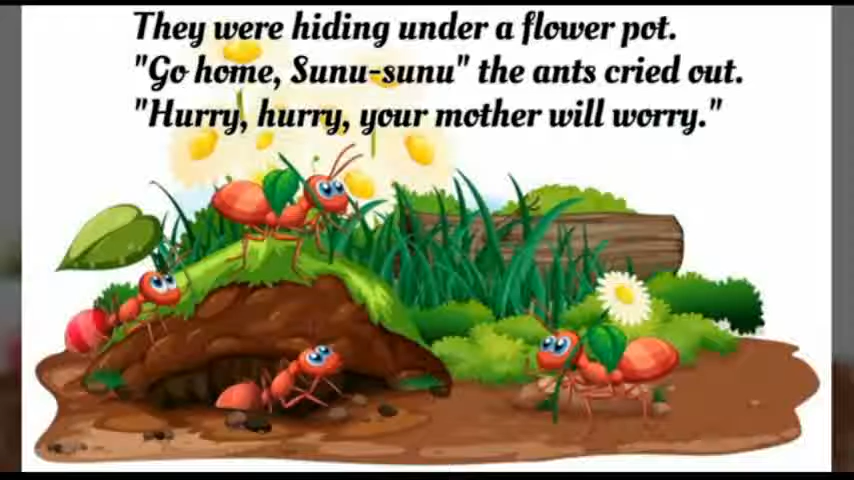 They were hiding under a flower pot.
"Go home, Sunu-sunu" the ants cried out.
"Hurry, hurry, your mother will worry."